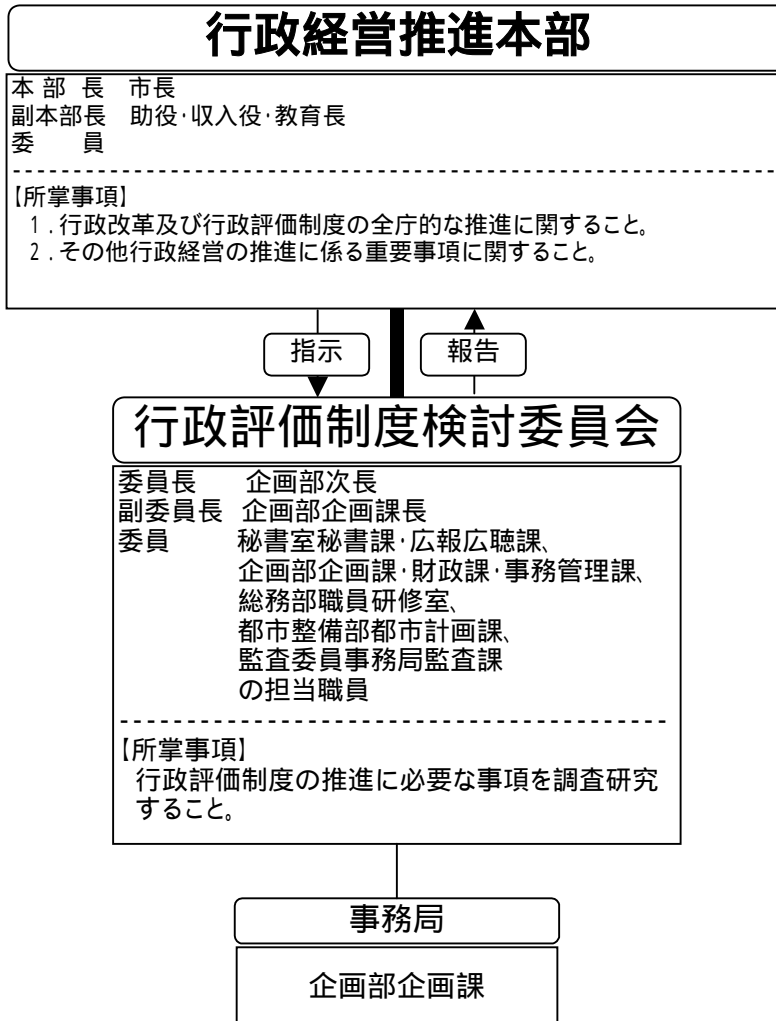 行政経営推進本部
本 部 長　市長
副本部長　助役・収入役・教育長
委　　員
【所掌事項】
１．行政改革及び行政評価制度の全庁的な推進に関すること。
２．その他行政経営の推進に係る重要事項に関すること。
指示
報告
行政評価制度検討委員会
委員長　　企画部次長
副委員長　企画部企画課長
委員　　　秘書室秘書課・広報広聴課、
企画部企画課・財政課・事務管理課、
総務部職員研修室、
都市整備部都市計画課、
監査委員事務局監査課
の担当職員
【所掌事項】
行政評価制度の推進に必要な事項を調査研究
すること。
事務局
企画部企画課